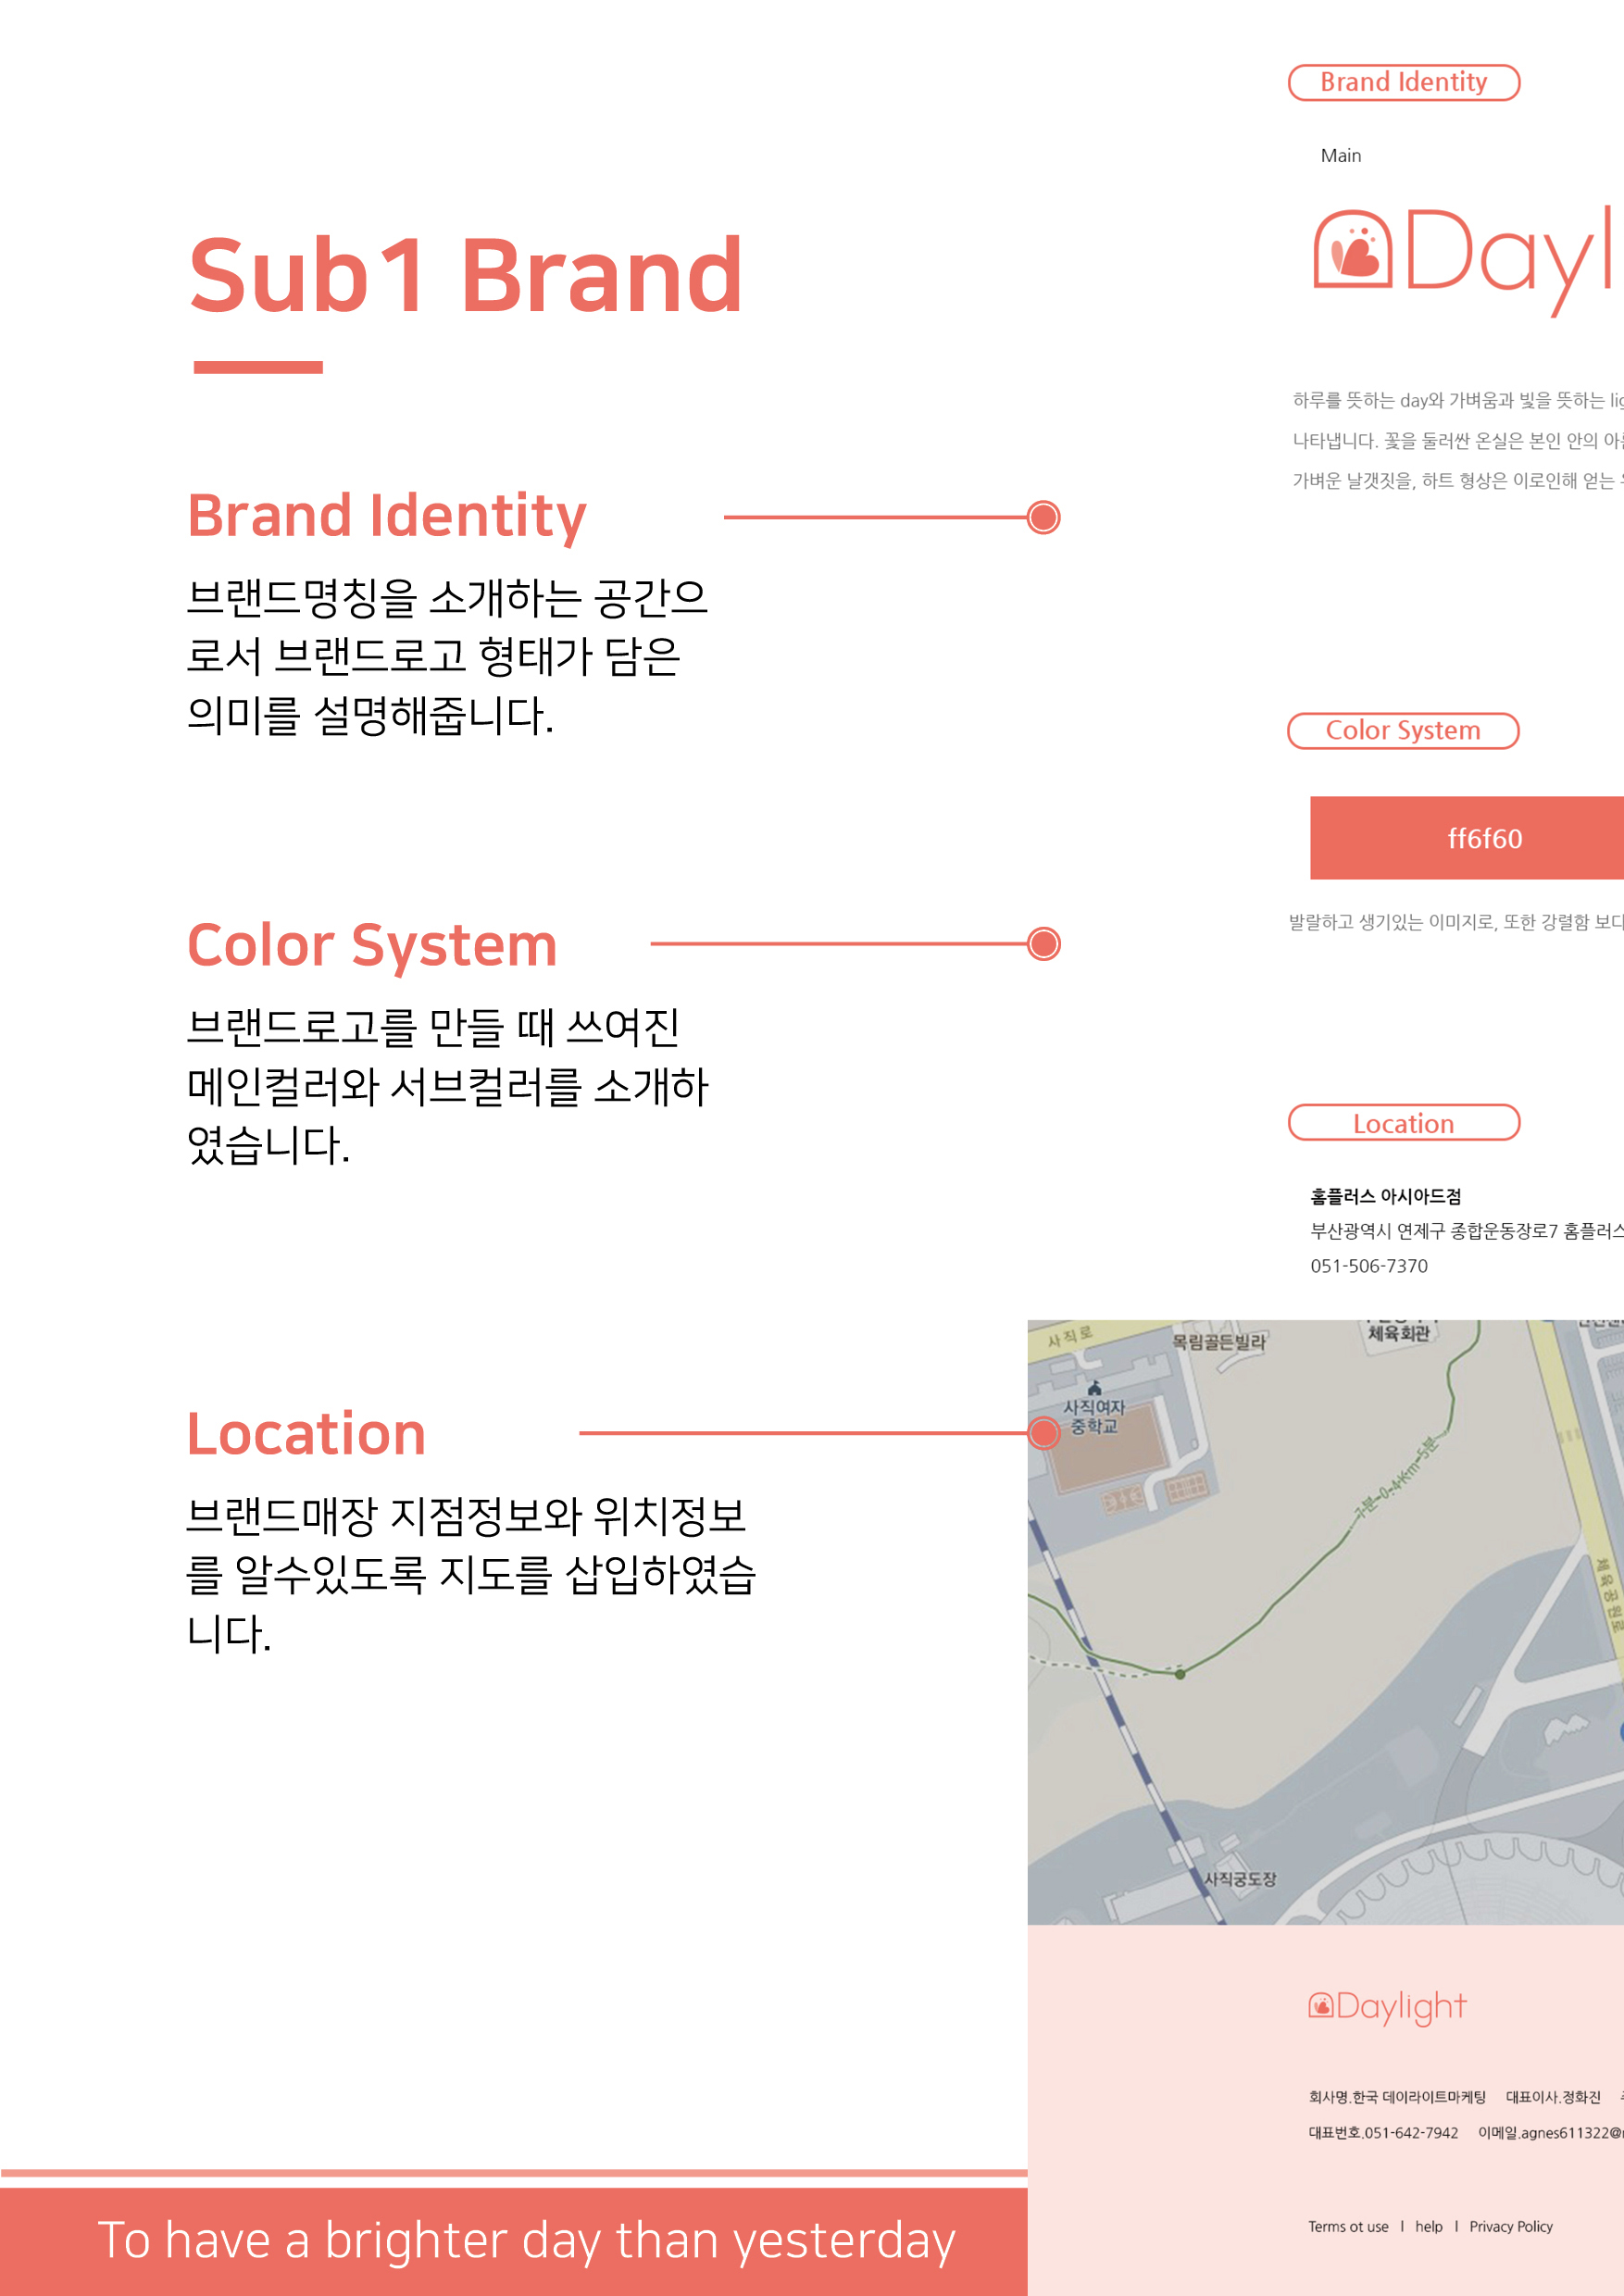 Sub1 Brand
Brand Identity
브랜드명칭을 소개하는 공간으
로서 브랜드로고 형태가 담은
의미를 설명해줍니다.
Color System
브랜드로고를 만들 때 쓰여진
메인컬러와 서브컬러를 소개하
였습니다.
Location
브랜드매장 지점정보와 위치정보
를 알수있도록 지도를 삽입하였습
니다.
To have a brighter day than yesterday
Brand Identity
Main
Dayl
하루를 뜻하는 day와 가벼움과 빛을 뜻하는
나타냅니다. 꽃을 둘러싼 온실은 본인 안의
가벼운 날갯짓을, 하트 형상은 이로인해 얻는
Color System
ff6f60
발랄하고 생기있는 이미지로, 또한 강렬함 보다
Location
홈플러스 아시아드점
부산광역시 연제구 종합운동장로7 홈플러스
051-506-7370
사직로
목림골든빌라
체육회관
사직여자
중학교
7분 0.4Km 5분
체육공원로
사직궁도장
Daylight
회사명.한국 데이라이트마케팅 대표이사.정화진
대표번호.051-642-7942 이메일.agnes611322@
Terms ot use I help I Privacy Policy